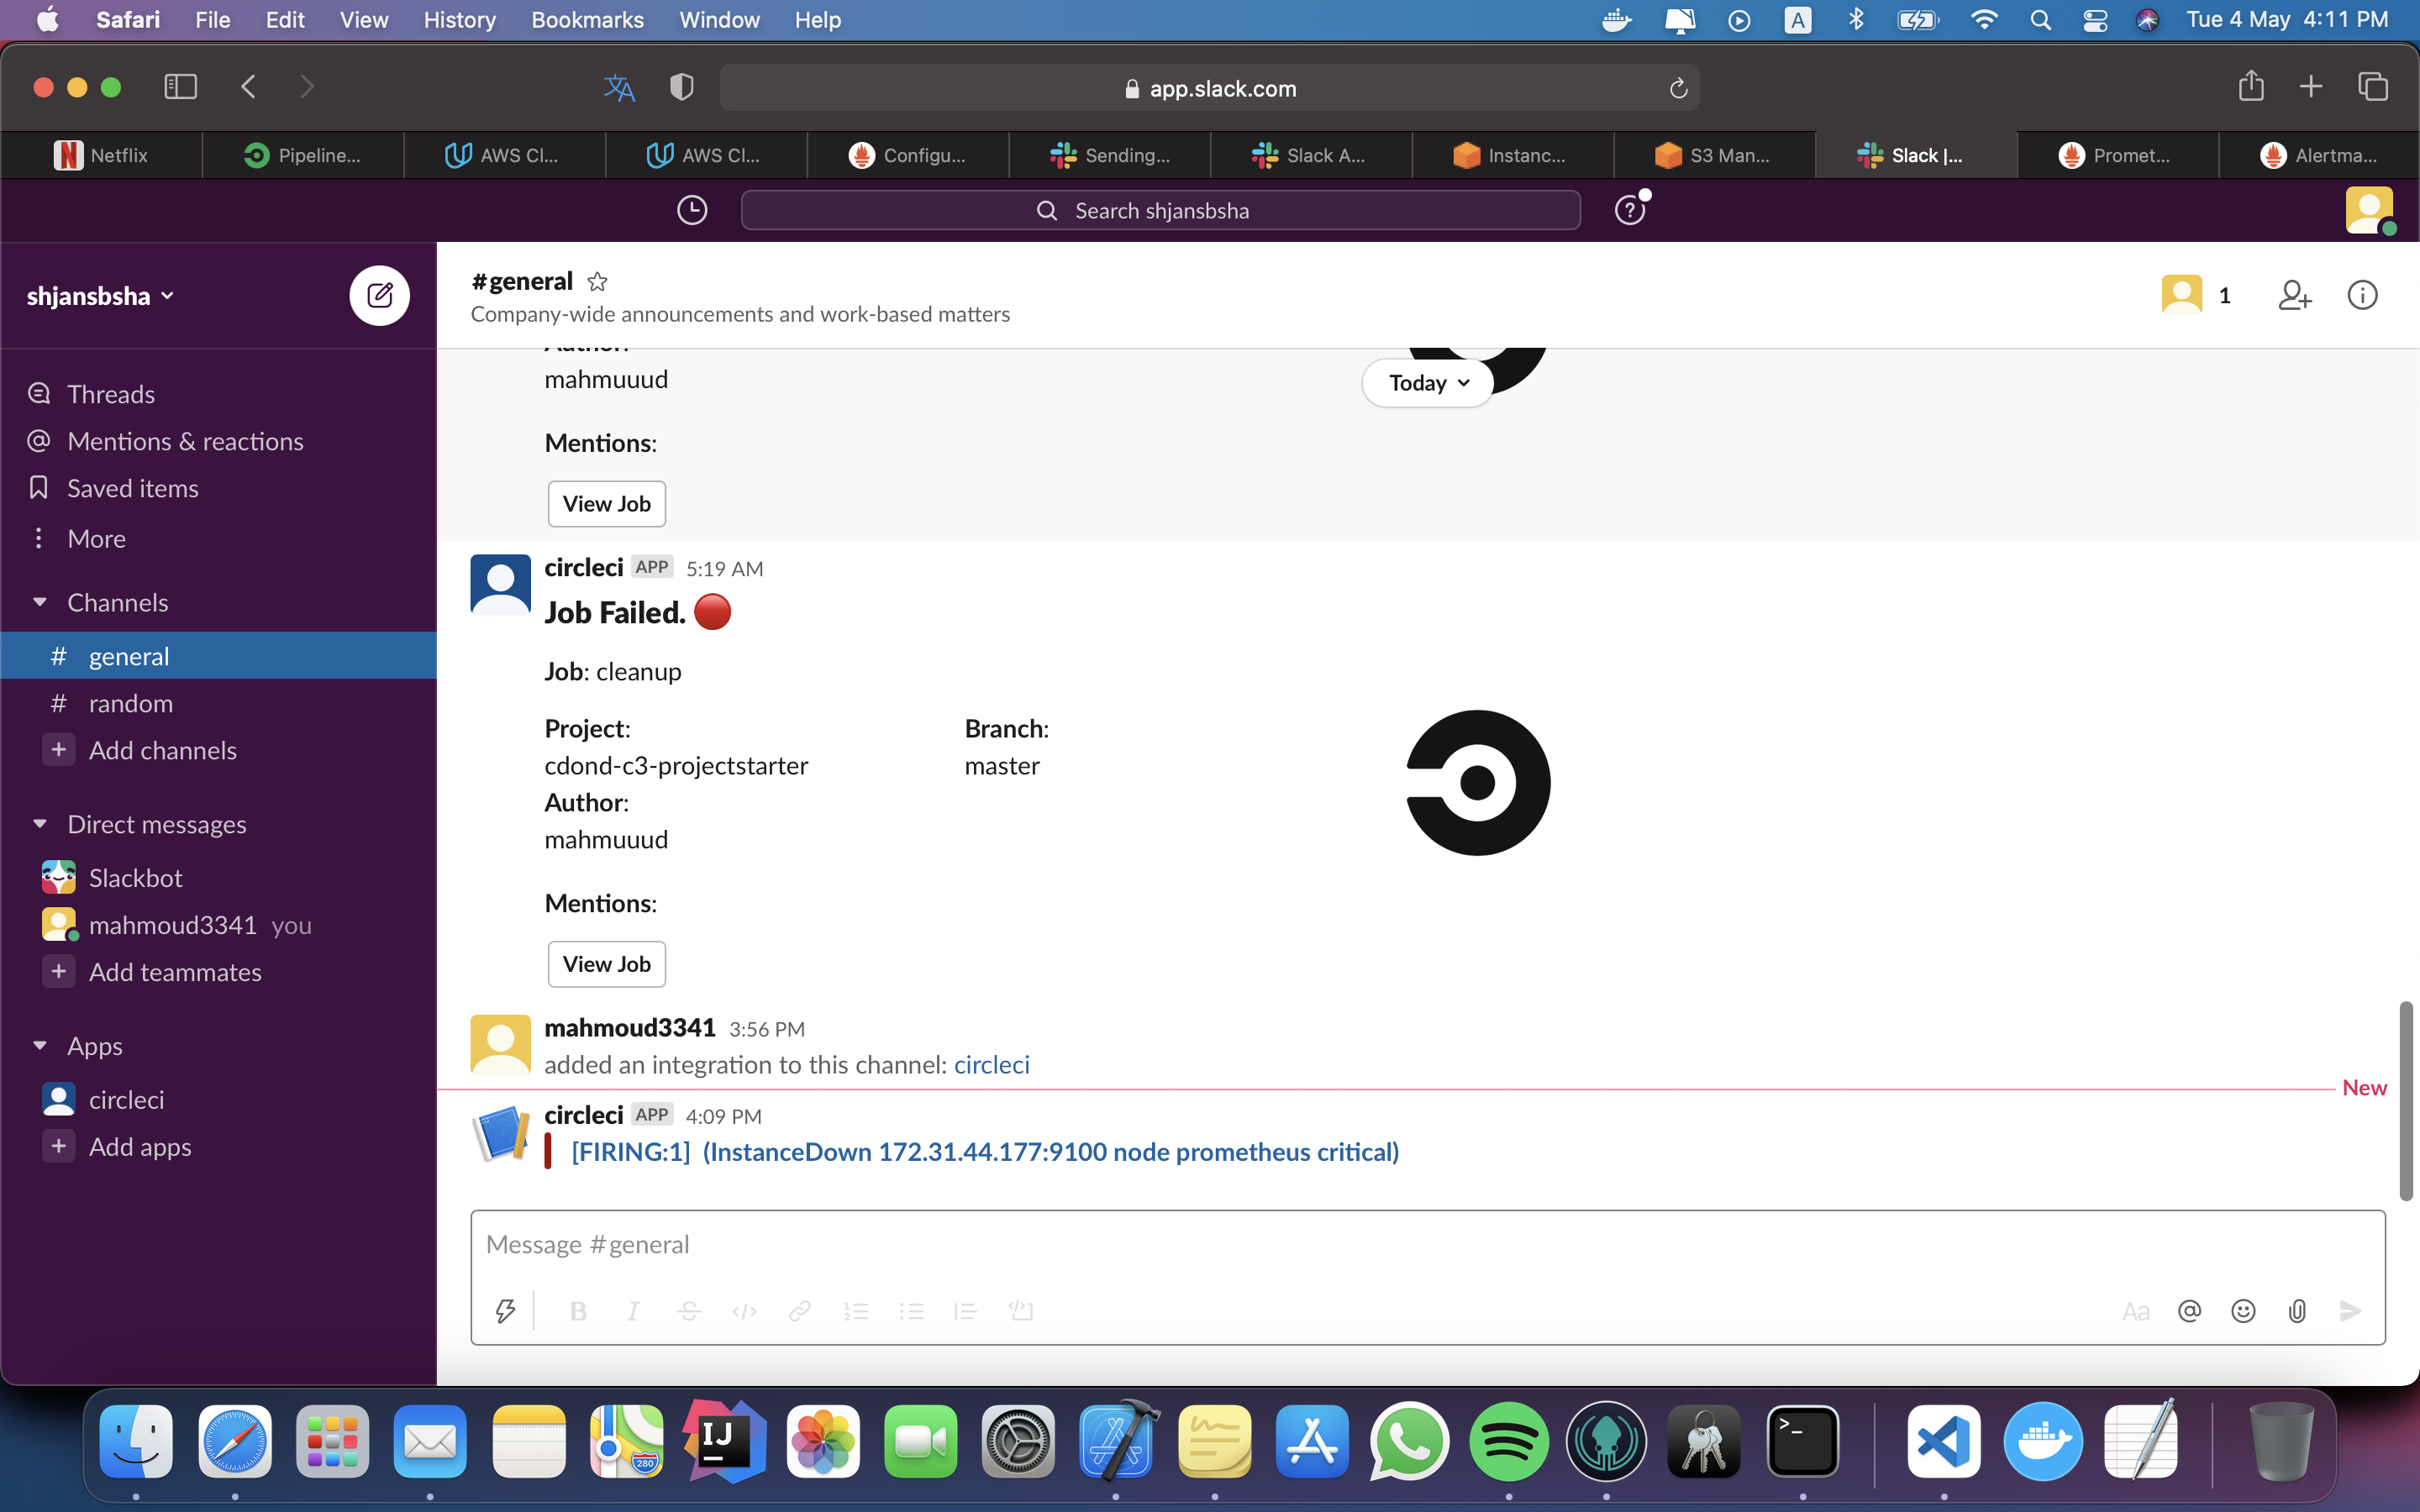 Safari File Edit View History Bookmarks Window Help
A
Tue 4 May 4:11 PM
app.slack.com
Netflix
Pipeline...
AWS Cl...
AWS Cl...
Configu...
Sending...
Slack A...
Instanc...
S3 Man...
Slack |...
Promet...
Alertma...
Search shjansbsha
shjansbsha
Threads
Mentions & reactions
Saved items
More
Channels
# general
# random
+ Add channels
Direct messages
Slackbot
mahmoud3341 you
+ Add teammates
Apps
circleci
+ Add apps
#general
Company-wide announcements and work-based matters
1
Today
Author:
mahmuuud
Mentions:
View Job
circleci APP 5:19 AM
Job Failed.
Job: cleanup
Project:
cdond-c3-projectstarter
Branch:
master
Author:
mahmuuud
Mentions:
View Job
mahmoud3341 3:56 PM
added an integration to this channel: circleci
New
circleci APP 4:09 PM
[FIRING:1] (InstanceDown 172.31.44.177:9100 node prometheus critical)
Message #general
B I S </>
Aa @
IJ
280
>_